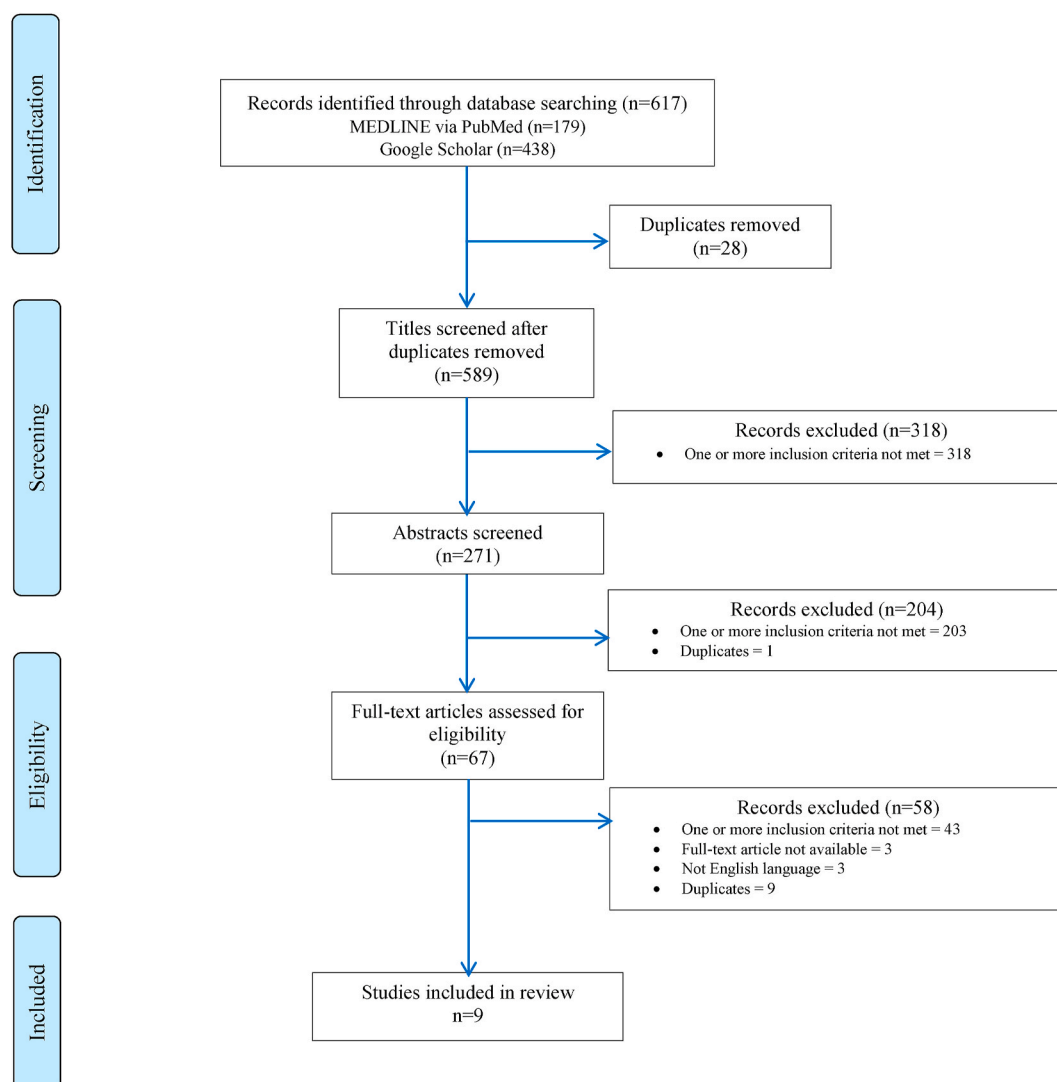 Identification
Records identified through database searching (n=617)
MEDLINE via PubMed (n=179)
Google Scholar (n=438)
Duplicates removed
(n=28)
Screening
Titles screened after
duplicates removed
(n=589)
Records excluded (n=318)
• One or more inclusion criteria not met = 318
Abstracts screened
(n=271)
Records excluded (n=204)
• One or more inclusion criteria not met = 203
• Duplicates = 1
Eligibility
Full-text articles assessed for
eligibility
(n=67)
Records excluded (n=58)
• One or more inclusion criteria not met = 43
• Full-text article not available = 3
• Not English language = 3
• Duplicates = 9
Included
Studies included in review
n=9